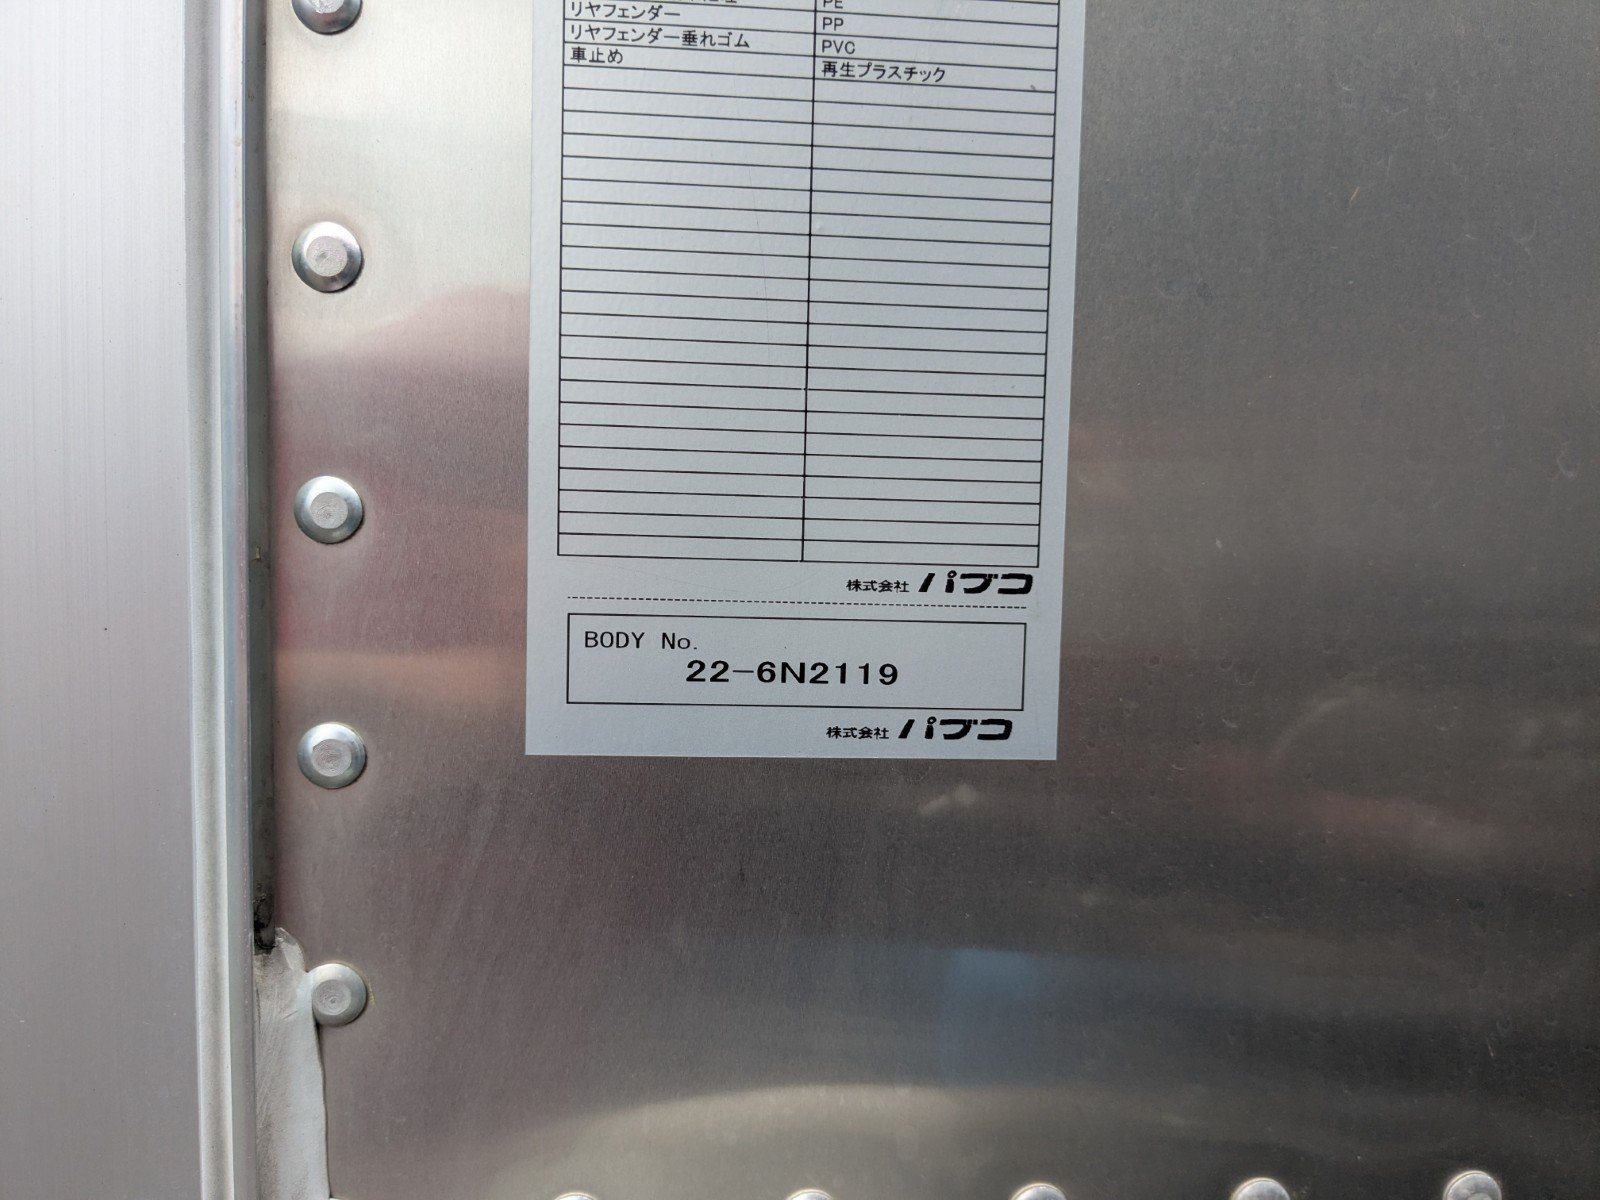 PE
リヤフェンダー PP
リヤフェンダー垂れゴム PVC
車止め 再生プラスチック
株式会社 パブコ
BODY No.
22-6N2119
株式会社 パブコ